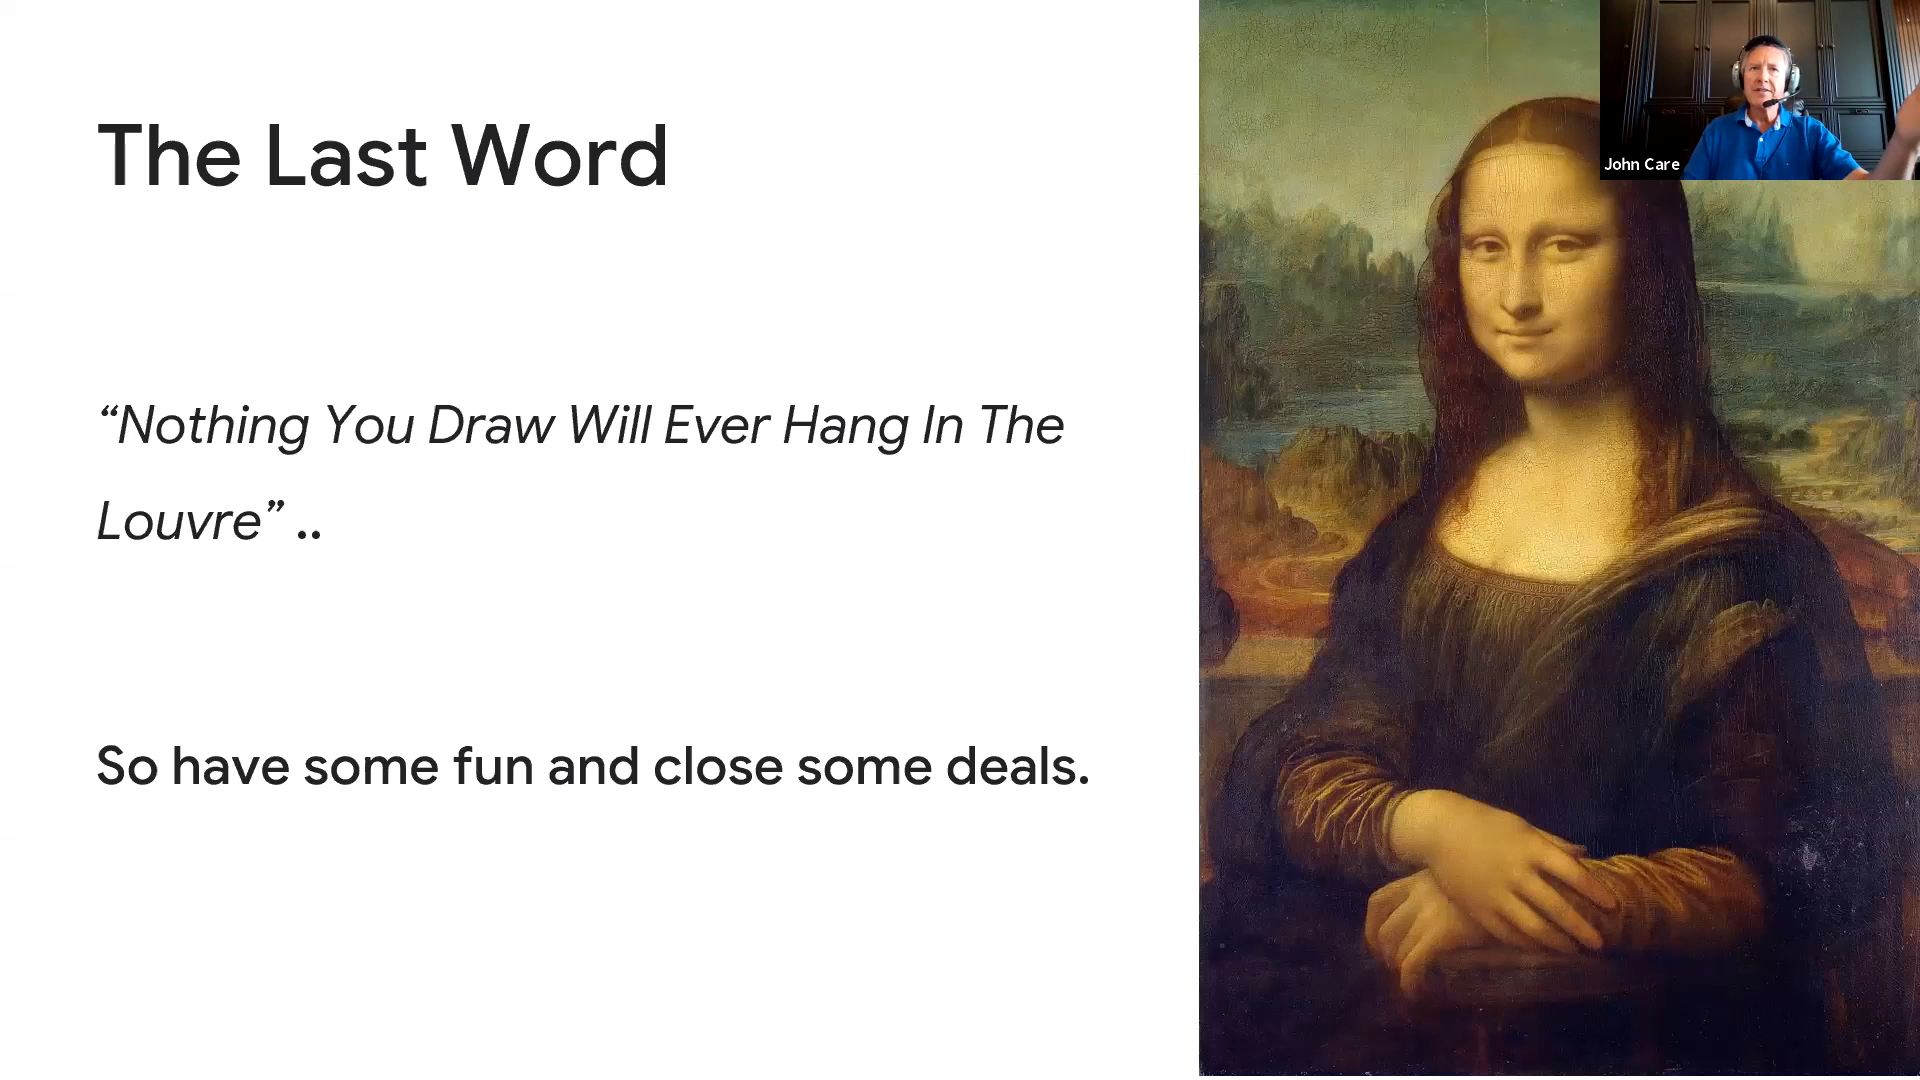 The Last Word
“Nothing You Draw Will Ever Hang In The
Louvre” ..
So have some fun and close some deals.
John Care